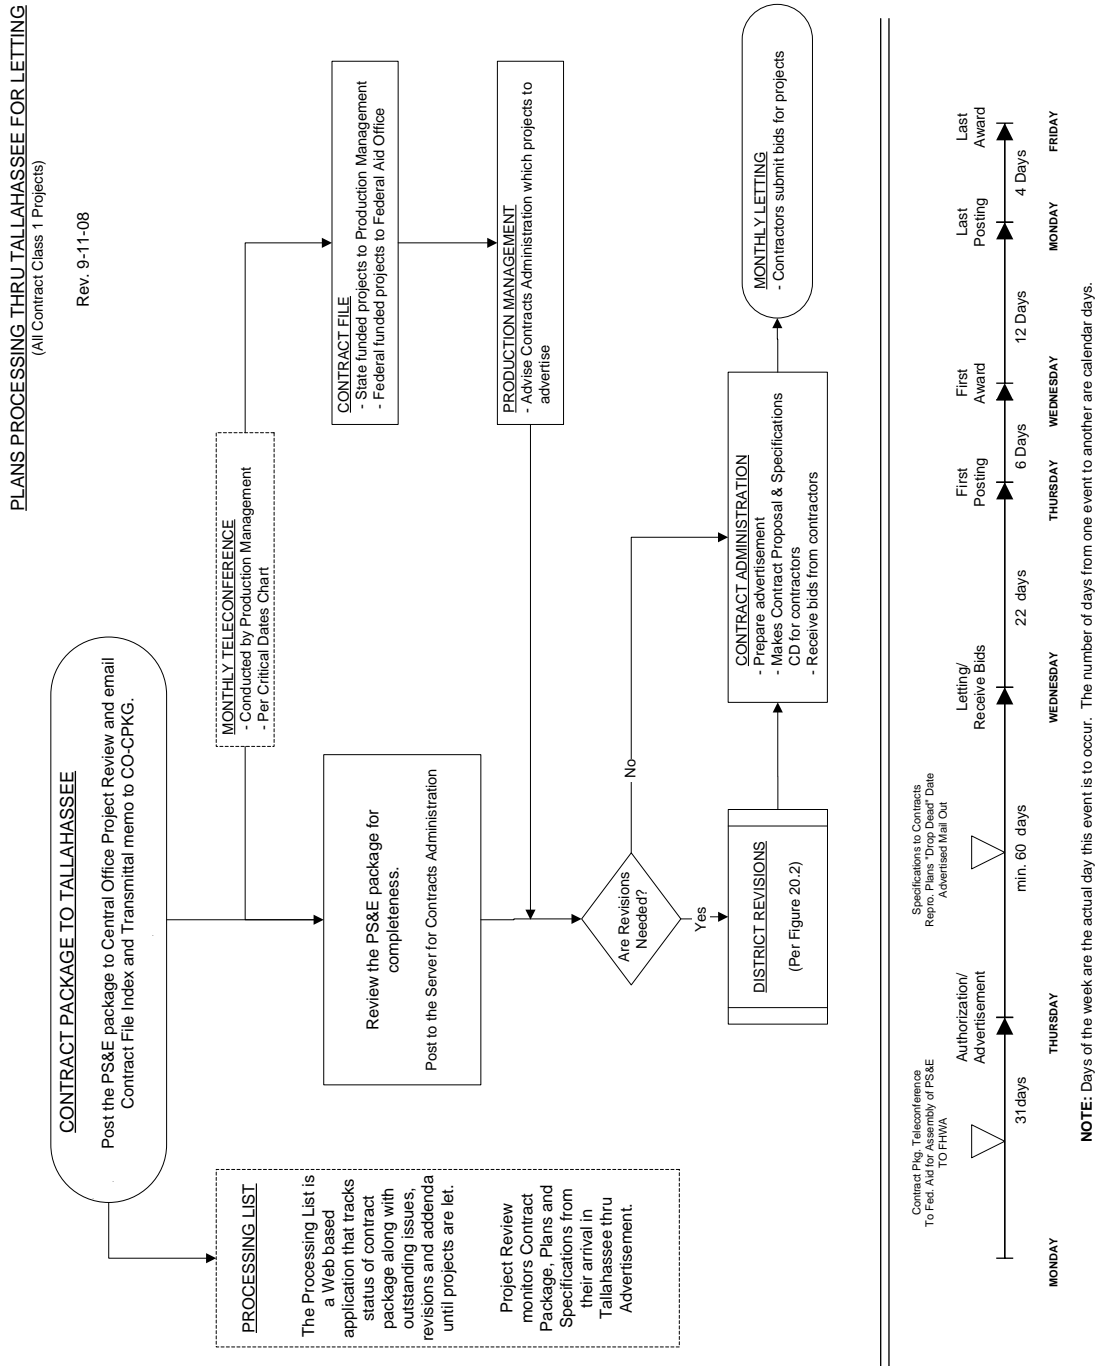 PLANS PROCESSING THRU TALLAHASSEE FOR LETTING
(All Contract Class 1 Projects)
Rev. 9-11-08
CONTRACT PACKAGE TO TALLAHASSEE
Post the PS&E package to Central Office Project Review and email
Contract File Index and Transmittal memo to CO-CPKG.
PROCESSING LIST
The Processing List is
a Web based
application that tracks
status of contract
package along with
outstanding issues,
revisions and addenda
until projects are let.
Project Review
monitors Contract
Package, Plans and
Specifications from
their arrival in
Tallahassee thru
Advertisement.
MONTHLY TELECONFERENCE
- Conducted by Production Management
- Per Critical Dates Chart
CONTRACT FILE
- State funded projects to Production Management
- Federal funded projects to Federal Aid Office
Review the PS&E package for
completeness.
Post to the Server for Contracts Administration
PRODUCTION MANAGEMENT
- Advise Contracts Administration which projects to
advertise
Are Revisions
Needed?
No
Yes
DISTRICT REVISIONS
(Per Figure 20.2)
CONTRACT ADMINISTRATION
- Prepare advertisement
- Makes Contract Proposal & Specifications
CD for contractors
- Receive bids from contractors
MONTHLY LETTING
- Contractors submit bids for projects
Contract Pkg. Teleconference
To Fed. Aid for Assembly of PS&E
TO FHWA
Authorization/
Advertisement
Specifications to Contracts
Repro. Plans "Drop Dead" Date
Advertised Mail Out
Letting/
Receive Bids
First
Posting
First
Award
Last
Posting
Last
Award
31days
min. 60 days
22 days
6 Days
12 Days
4 Days
MONDAY
THURSDAY
WEDNESDAY
THURSDAY
WEDNESDAY
MONDAY
FRIDAY
NOTE: Days of the week are the actual day this event is to occur. The number of days from one event to another are calendar days.